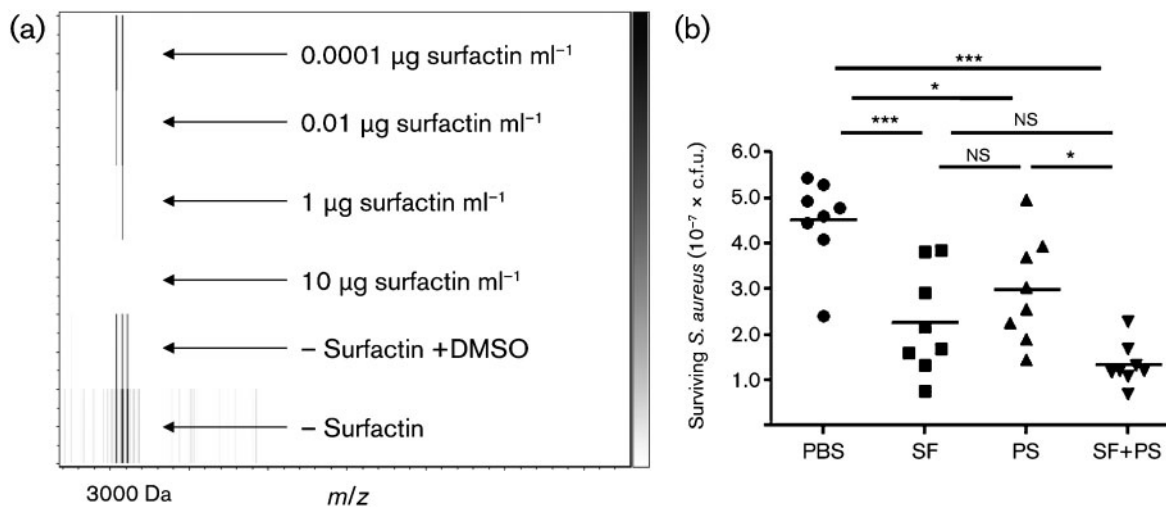 (a)
0.0001 µg surfactin ml⁻¹
0.01 µg surfactin ml⁻¹
1 µg surfactin ml⁻¹
10 µg surfactin ml⁻¹
– Surfactin +DMSO
– Surfactin
3000 Da m/z
(b)
***
*
*** NS
NS *
Surviving S. aureus (10⁻⁷ × c.f.u.)
6.0
5.0
4.0
3.0
2.0
1.0
PBS SF PS SF+PS